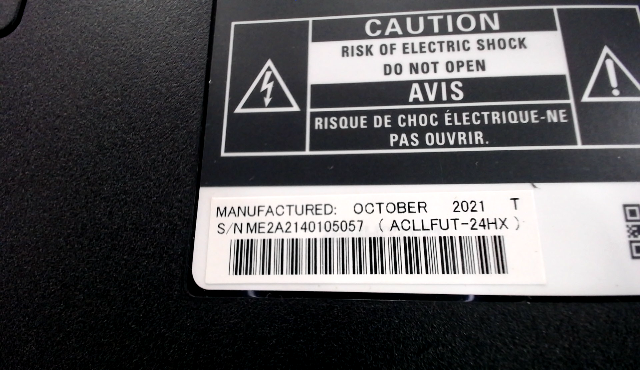 CAUTION
RISK OF ELECTRIC SHOCK
DO NOT OPEN
AVIS
RISQUE DE CHOC ÉLECTRIQUE-NE
PAS OUVRIR.
MANUFACTURED: OCTOBER 2021 T
S/N ME2A2140105057 ( ACLLFUT-24HX )